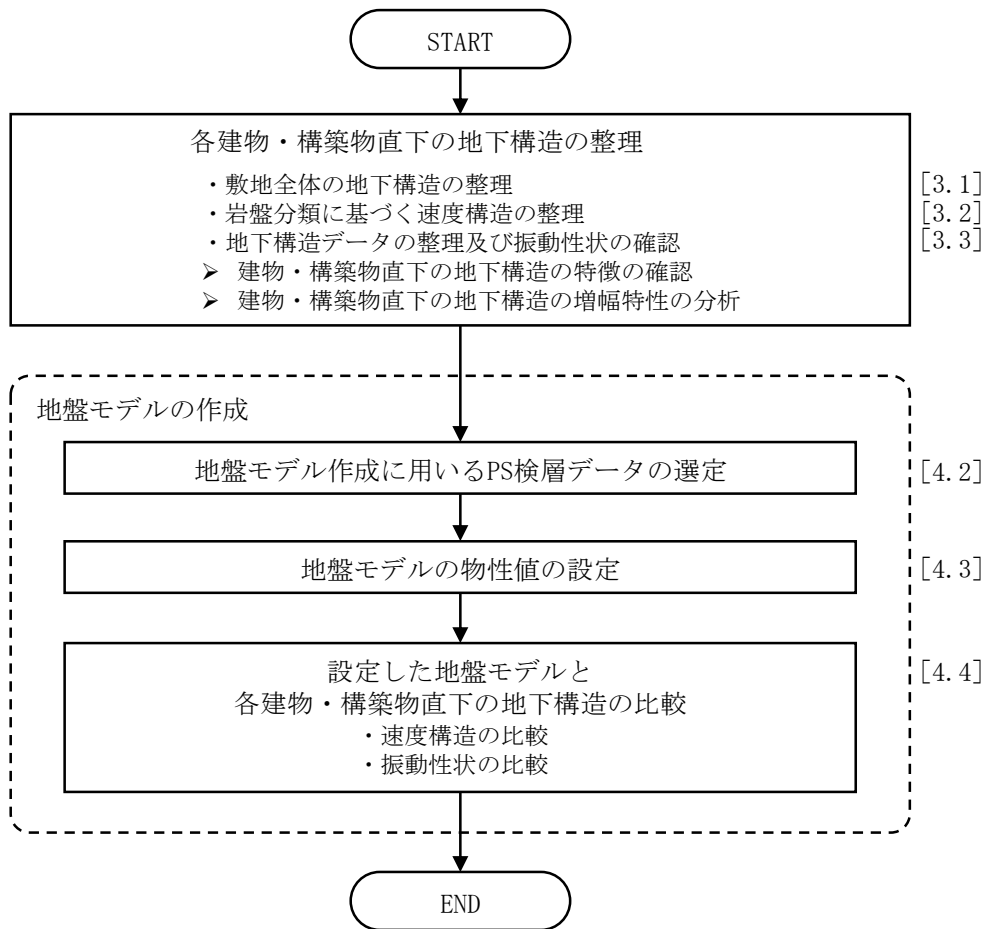 START
各建物・構築物直下の地下構造の整理
・敷地全体の地下構造の整理 [3.1]
・岩盤分類に基づく速度構造の整理 [3.2]
・地下構造データの整理及び振動性状の確認 [3.3]
➢ 建物・構築物直下の地下構造の特徴の確認
➢ 建物・構築物直下の地下構造の増幅特性の分析
地盤モデルの作成
地盤モデル作成に用いるPS検層データの選定 [4.2]
地盤モデルの物性値の設定 [4.3]
設定した地盤モデルと [4.4]
各建物・構築物直下の地下構造の比較
・速度構造の比較
・振動性状の比較
END